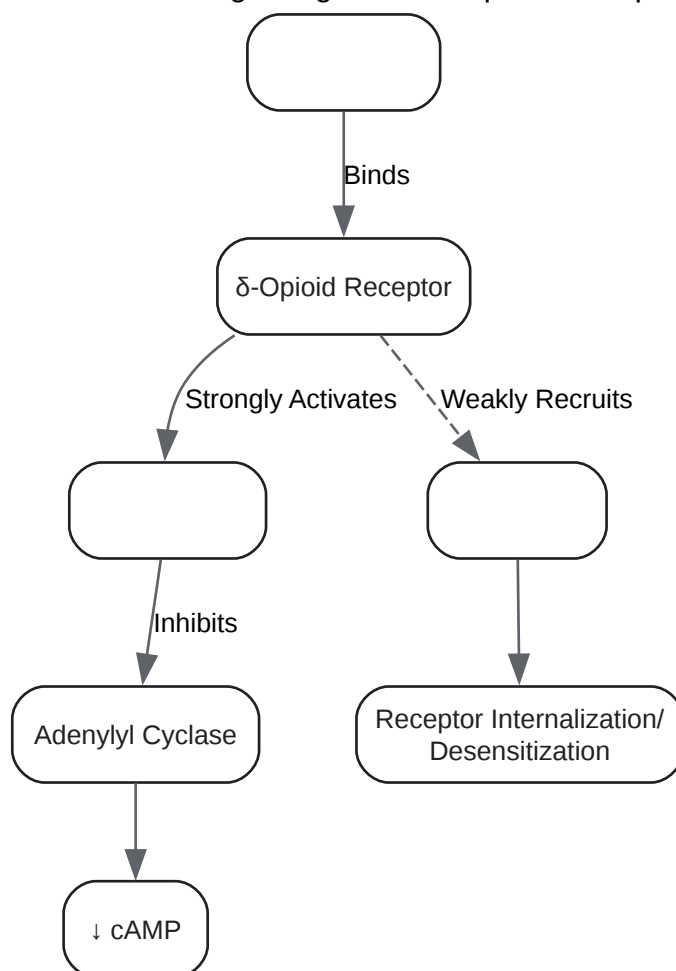 Binds
δ-Opioid Receptor
Strongly Activates
Weakly Recruits
Inhibits
Adenylyl Cyclase
Receptor Internalization/
Desensitization
↓ cAMP